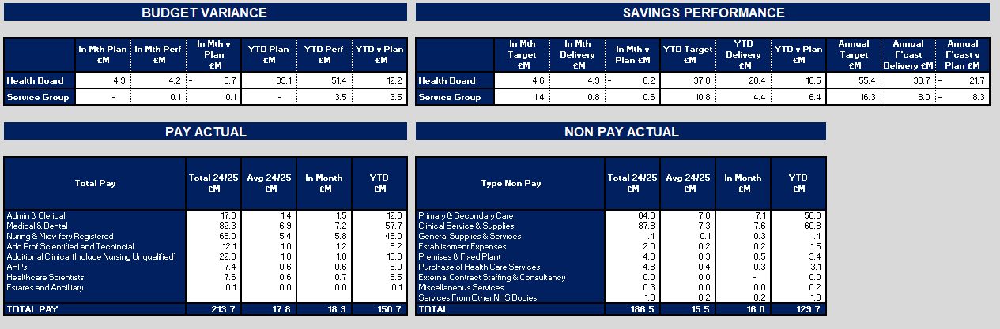 BUDGET VARIANCE
In Mth Plan £M In Mth Perf £M In Mth v Plan £M YTD Plan £M YTD Perf £M YTD v Plan £M
Health Board 4.9 4.2 - 0.7 39.1 51.4 12.2
Service Group - 0.1 0.1 - 3.5 3.5
SAVINGS PERFORMANCE
In Mth Target £M In Mth Delivery £M In Mth v Plan £M YTD Target £M YTD Delivery £M YTD v Plan £M Annual Target £M Annual F'cast Delivery £M Annual F'cast v Plan £M
Health Board 4.6 4.9 - 0.2 37.0 20.4 16.5 55.4 33.7 - 21.7
Service Group 1.4 0.8 0.6 10.8 4.4 6.4 16.3 8.0 - 8.3
PAY ACTUAL
Total Pay Total 24/25 £M Avg 24/25 £M In Month £M YTD £M
Admin & Clerical 17.3 1.4 1.5 12.0
Medical & Dental 82.3 6.9 7.2 57.7
Nuring & Midwifery Registered 65.0 5.4 5.8 46.0
Add Prof Scientified and Techincial 12.1 1.0 1.2 9.2
Additional Clinical (Include Nursing Unqualified) 22.0 1.8 1.8 15.3
AHPs 7.4 0.6 0.6 5.0
Healthcare Scientists 7.6 0.6 0.7 5.5
Estates and Ancilliary 0.1 0.0 0.0 0.1
TOTAL PAY 213.7 17.8 18.9 150.7
NON PAY ACTUAL
Type Non Pay Total 24/25 £M Avg 24/25 £M In Month £M YTD £M
Primary & Secondary Care 84.3 7.0 7.1 58.0
Clinical Service & Supplies 87.8 7.3 7.6 60.8
General Supplies & Services 1.4 0.1 0.3 1.4
Establishment Expenses 2.0 0.2 0.2 1.5
Premises & Fixed Plant 4.0 0.3 0.5 3.4
Purchase of Health Care Services 4.8 0.4 0.3 3.1
External Contract Staffing & Consultancy 0.0 0.0 - 0.0
Miscellaneous Services 0.3 0.0 0.0 0.2
Services From Other NHS Bodies 1.9 0.2 0.2 1.3
TOTAL 186.5 15.5 16.0 129.7